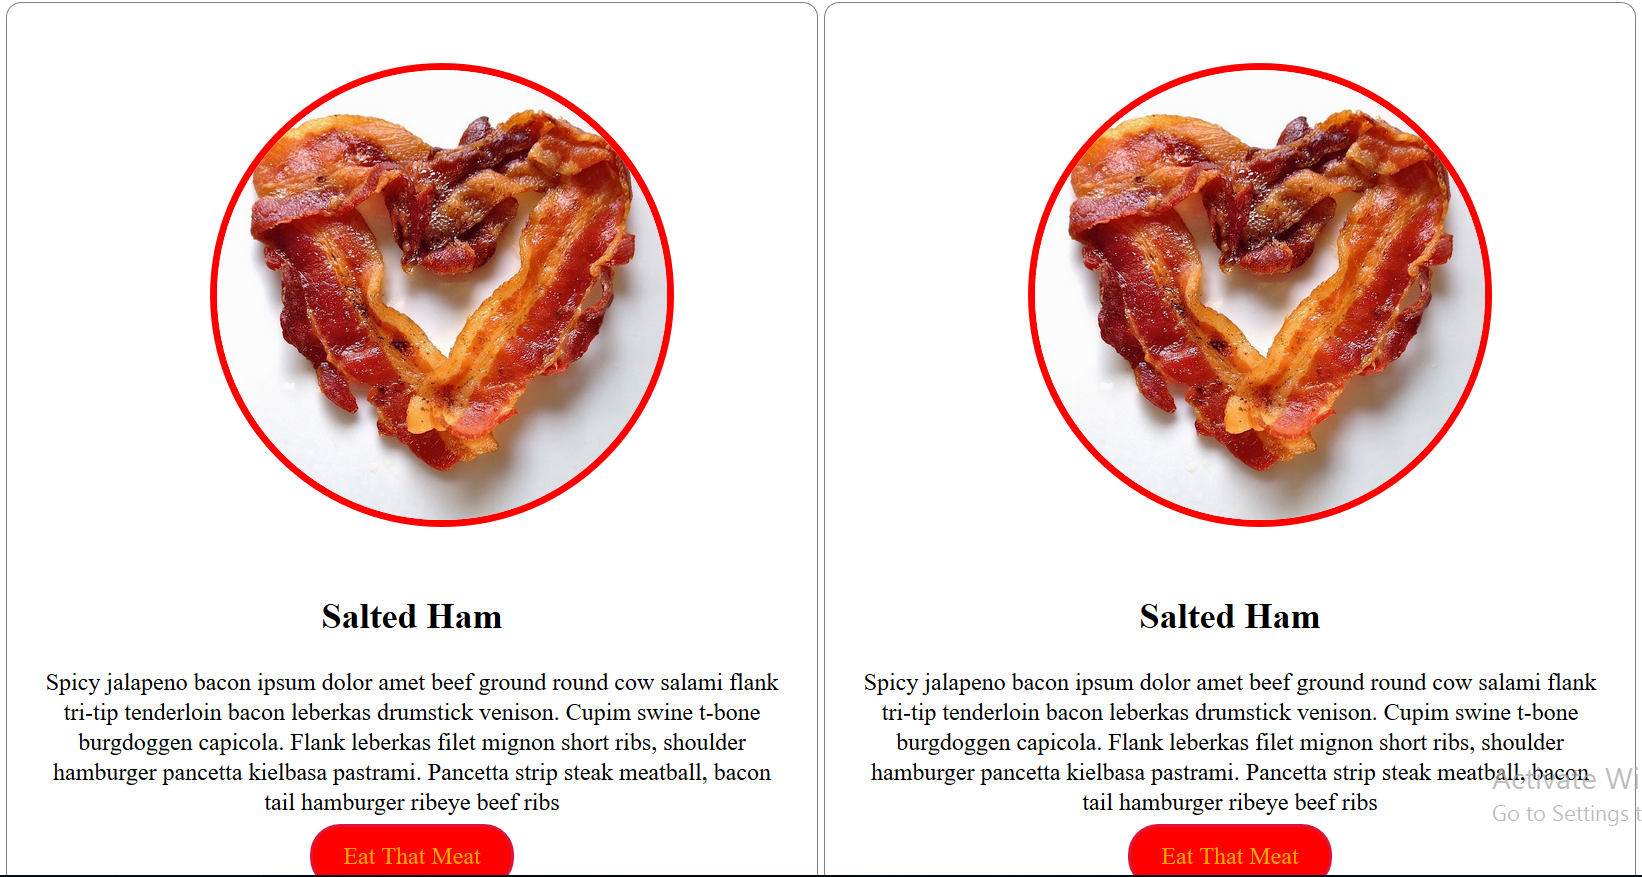 Salted Ham
Spicy jalapeno bacon ipsum dolor amet beef ground round cow salami flank
tri-tip tenderloin bacon leberkas drumstick venison. Cupim swine t-bone
burgdoggen capicola. Flank leberkas filet mignon short ribs, shoulder
hamburger pancetta kielbasa pastrami. Pancetta strip steak meatball, bacon
tail hamburger ribeye beef ribs
Eat That Meat
Salted Ham
Spicy jalapeno bacon ipsum dolor amet beef ground round cow salami flank
tri-tip tenderloin bacon leberkas drumstick venison. Cupim swine t-bone
burgdoggen capicola. Flank leberkas filet mignon short ribs, shoulder
hamburger pancetta kielbasa pastrami. Pancetta strip steak meatball, bacon
tail hamburger ribeye beef ribs
Eat That Meat
Activate Wi
Go to Settings t